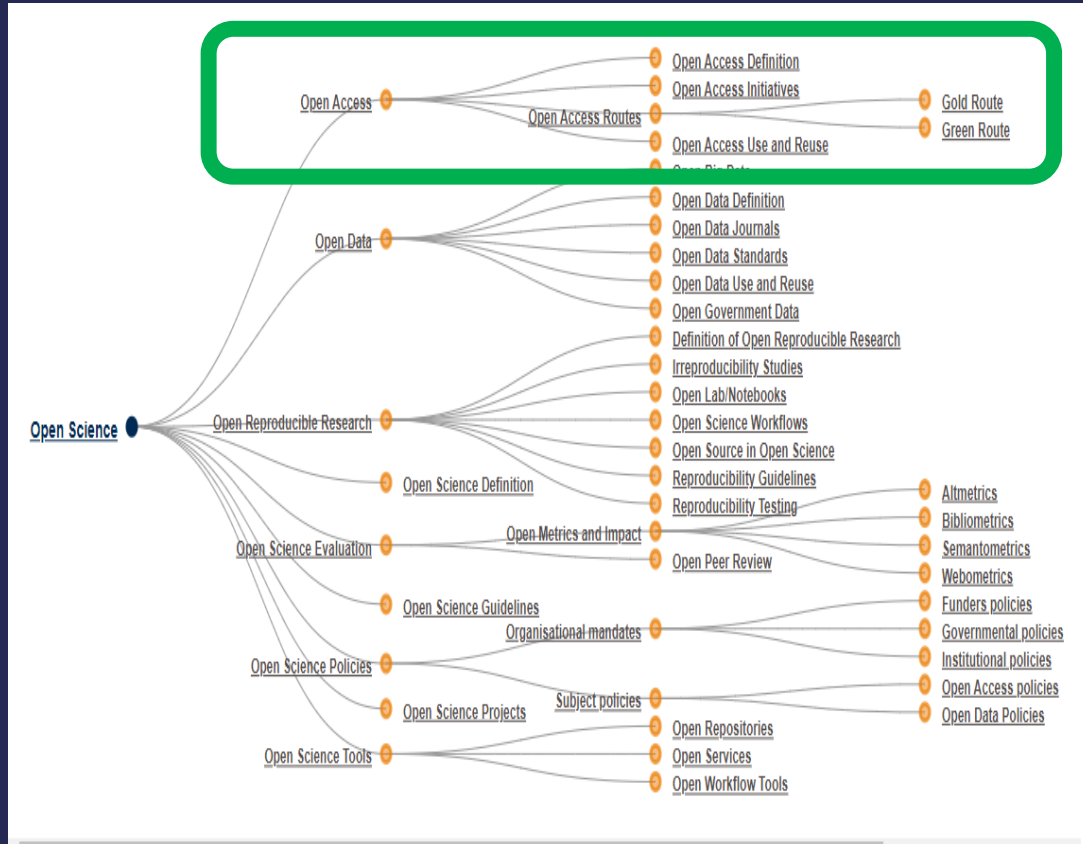 Open Science
Open Access
Open Access Definition
Open Access Initiatives
Open Access Routes
Gold Route
Green Route
Open Access Use and Reuse
Open Data
Open Big Data
Open Data Definition
Open Data Journals
Open Data Standards
Open Data Use and Reuse
Open Government Data
Open Reproducible Research
Definition of Open Reproducible Research
Irreproducibility Studies
Open Lab/Notebooks
Open Science Workflows
Open Source in Open Science
Reproducibility Guidelines
Reproducibility Testing
Open Science Definition
Open Science Evaluation
Open Metrics and Impact
Altmetrics
Bibliometrics
Semantometrics
Webometrics
Open Peer Review
Open Science Guidelines
Open Science Policies
Organisational mandates
Funders policies
Governmental policies
Institutional policies
Subject policies
Open Access policies
Open Data Policies
Open Science Projects
Open Science Tools
Open Repositories
Open Services
Open Workflow Tools